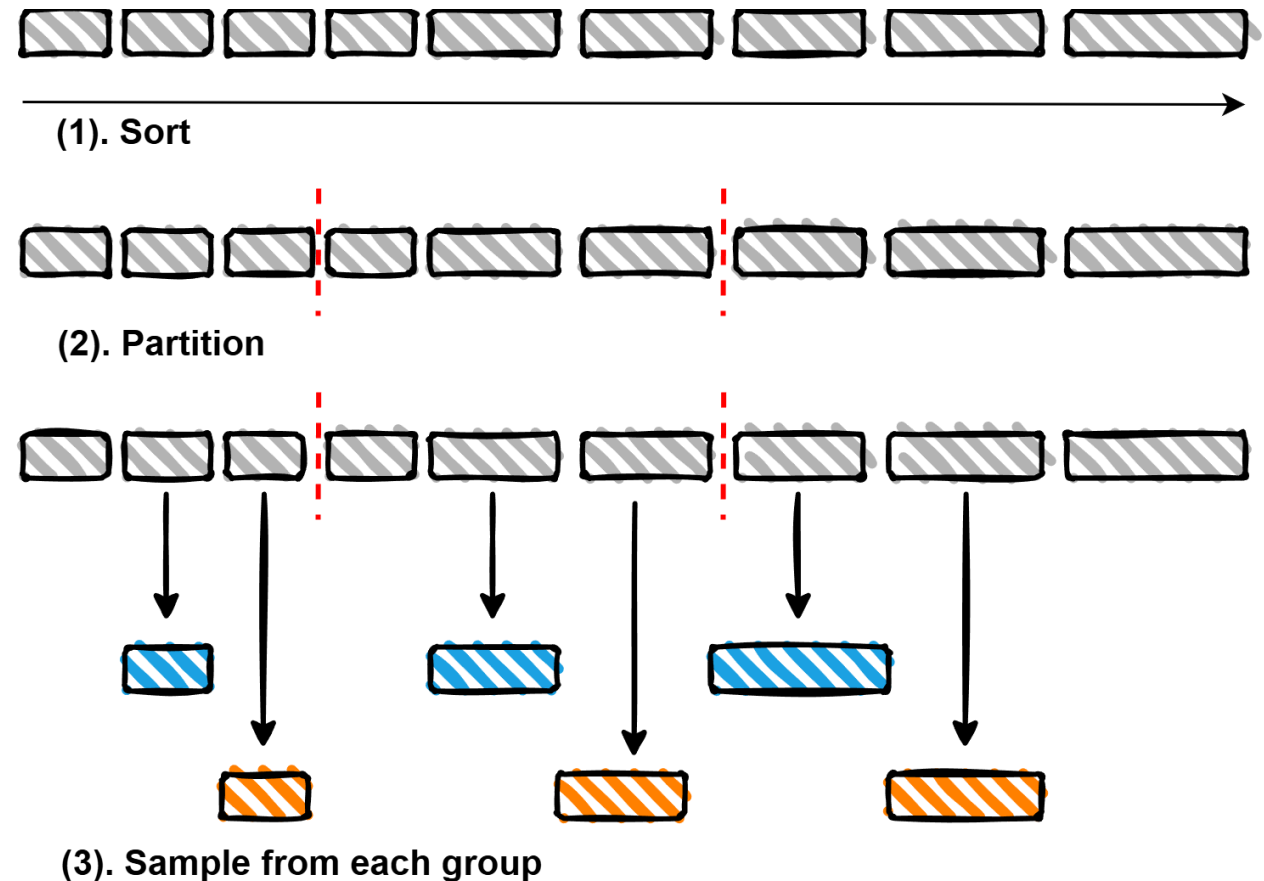 (1). Sort
(2). Partition
(3). Sample from each group